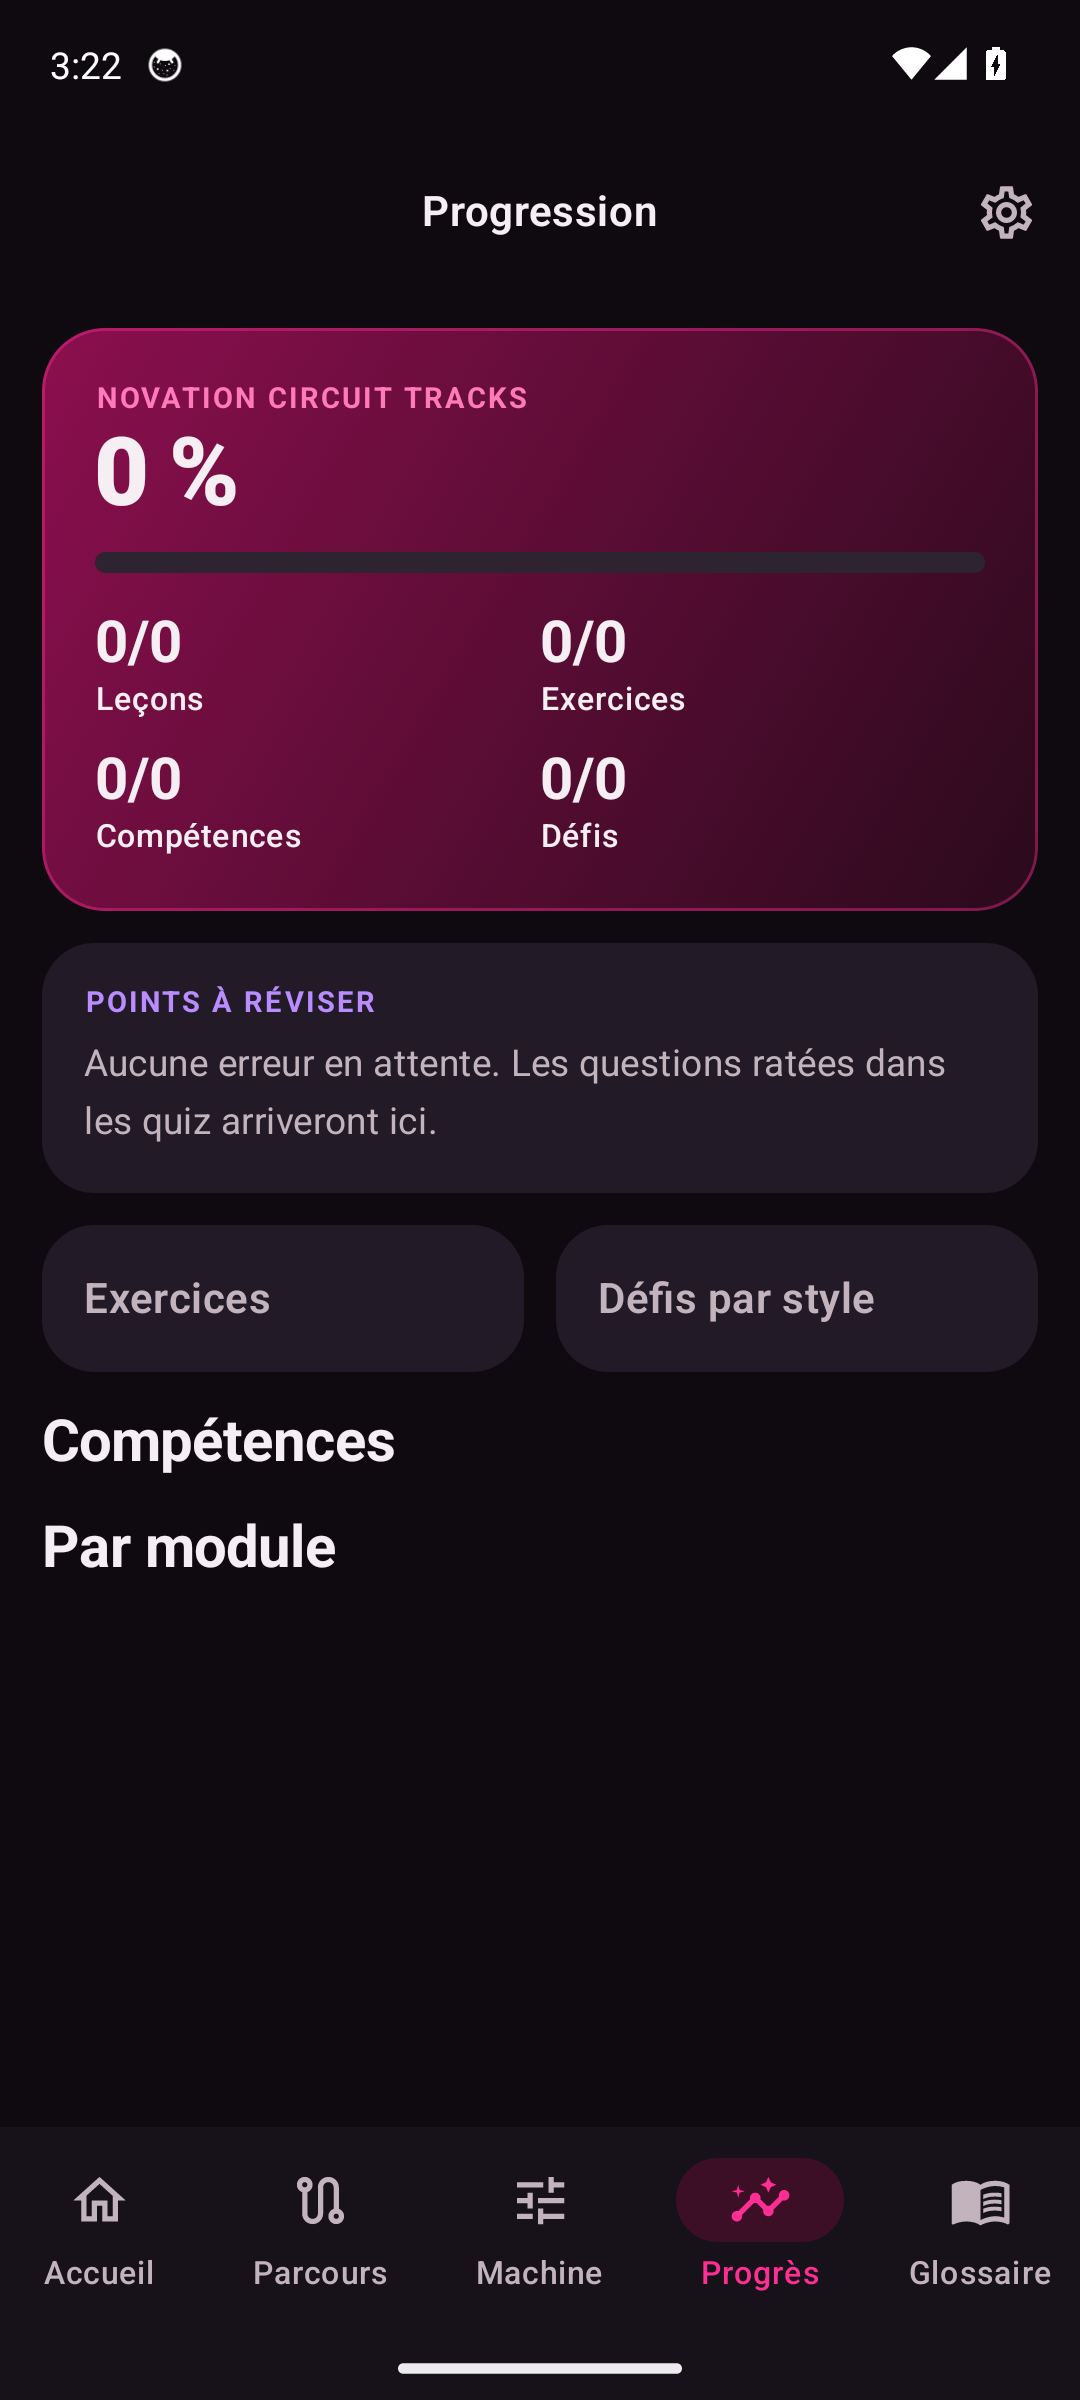 3:22
Progression
NOVATION CIRCUIT TRACKS
0 %
0/0
Leçons
0/0
Exercices
0/0
Compétences
0/0
Défis
POINTS À RÉVISER
Aucune erreur en attente. Les questions ratées dans
les quiz arriveront ici.
Exercices
Défis par style
Compétences
Par module
Accueil
Parcours
Machine
Progrès
Glossaire